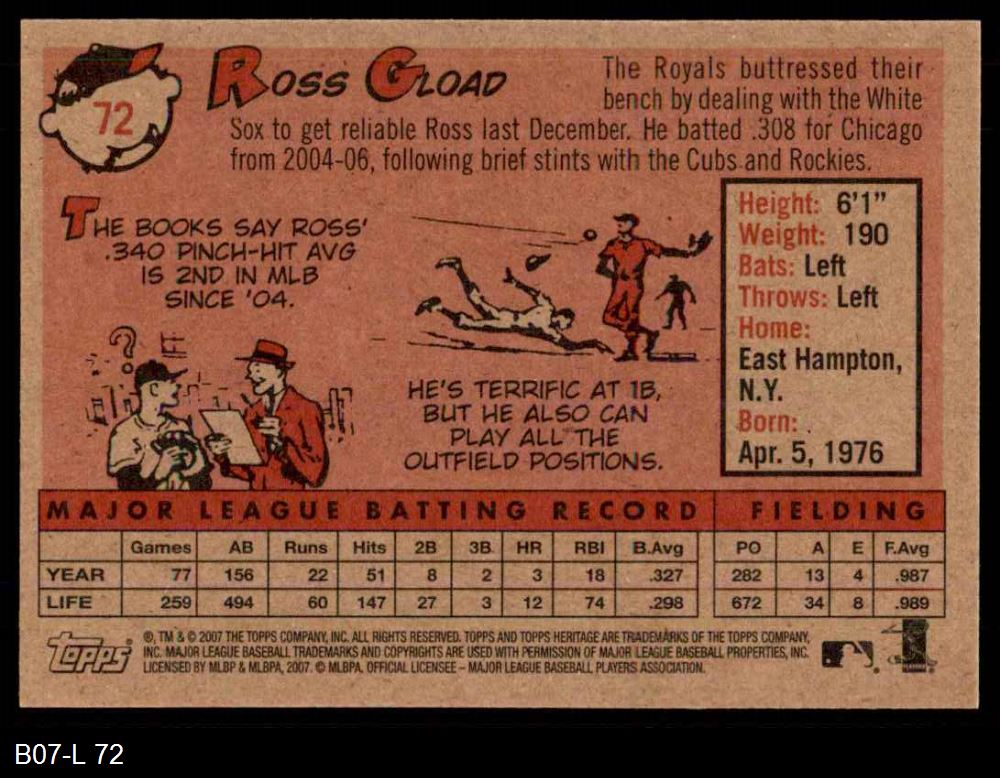 72
ROSS GLOAD
The Royals buttressed their
bench by dealing with the White
Sox to get reliable Ross last December. He batted .308 for Chicago
from 2004-06, following brief stints with the Cubs and Rockies.
THE BOOKS SAY ROSS'
.340 PINCH-HIT AVG
IS 2ND IN MLB
SINCE '04.
?
HE'S TERRIFIC AT 1B,
BUT HE ALSO CAN
PLAY ALL THE
OUTFIELD POSITIONS.
Height: 6'1"
Weight: 190
Bats: Left
Throws: Left
Home:
East Hampton,
N.Y.
Born:
Apr. 5, 1976
MAJOR LEAGUE BATTING RECORD FIELDING
Games AB Runs Hits 2B 3B HR RBI B.Avg PO A E F.Avg
YEAR 77 156 22 51 8 2 3 18 .327 282 13 4 .987
LIFE 259 494 60 147 27 3 12 74 .298 672 34 8 .989
Topps
®, TM & © 2007 THE TOPPS COMPANY, INC. ALL RIGHTS RESERVED. TOPPS AND TOPPS HERITAGE ARE TRADEMARKS OF THE TOPPS COMPANY,
INC. MAJOR LEAGUE BASEBALL TRADEMARKS AND COPYRIGHTS ARE USED WITH PERMISSION OF MAJOR LEAGUE BASEBALL PROPERTIES, INC.
LICENSED BY MLBP & MLBPA, 2007. © MLBPA, OFFICIAL LICENSEE – MAJOR LEAGUE BASEBALL PLAYERS ASSOCIATION.
B07-L 72